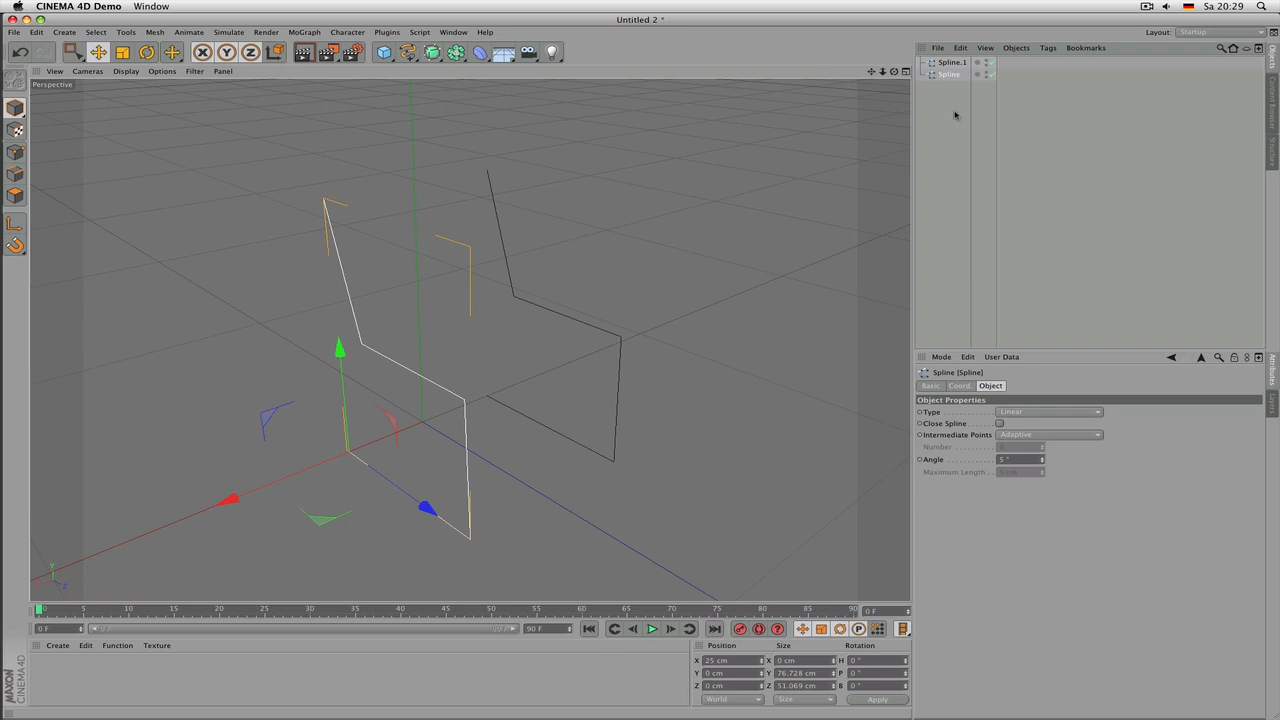 CINEMA 4D Demo Window Sa 20:29
Untitled 2 *
File Edit Create Select Tools Mesh Animate Simulate Render MoGraph Character Plugins Script Window Help Layout: Startup
File Edit View Objects Tags Bookmarks
View Cameras Display Options Filter Panel
Perspective
Spline.1
Spline
Objects
Content Browser
Structure
Mode Edit User Data
Spline [Spline]
Basic Coord. Object
Object Properties
Type Linear
Close Spline
Intermediate Points Adaptive
Number
Angle 5 °
Maximum Length
Attributes
Layers
Y
Z
0 5 10 15 20 25 30 35 40 45 50 55 60 65 70 75 80 85 90 0 F
0 F 90 F
Create Edit Function Texture
Position Size Rotation
X 25 cm X 0 cm H 0 °
Y 0 cm Y 76.728 cm P 0 °
Z 0 cm Z 51.069 cm B 0 °
World Size Apply
MAXON
CINEMA 4D